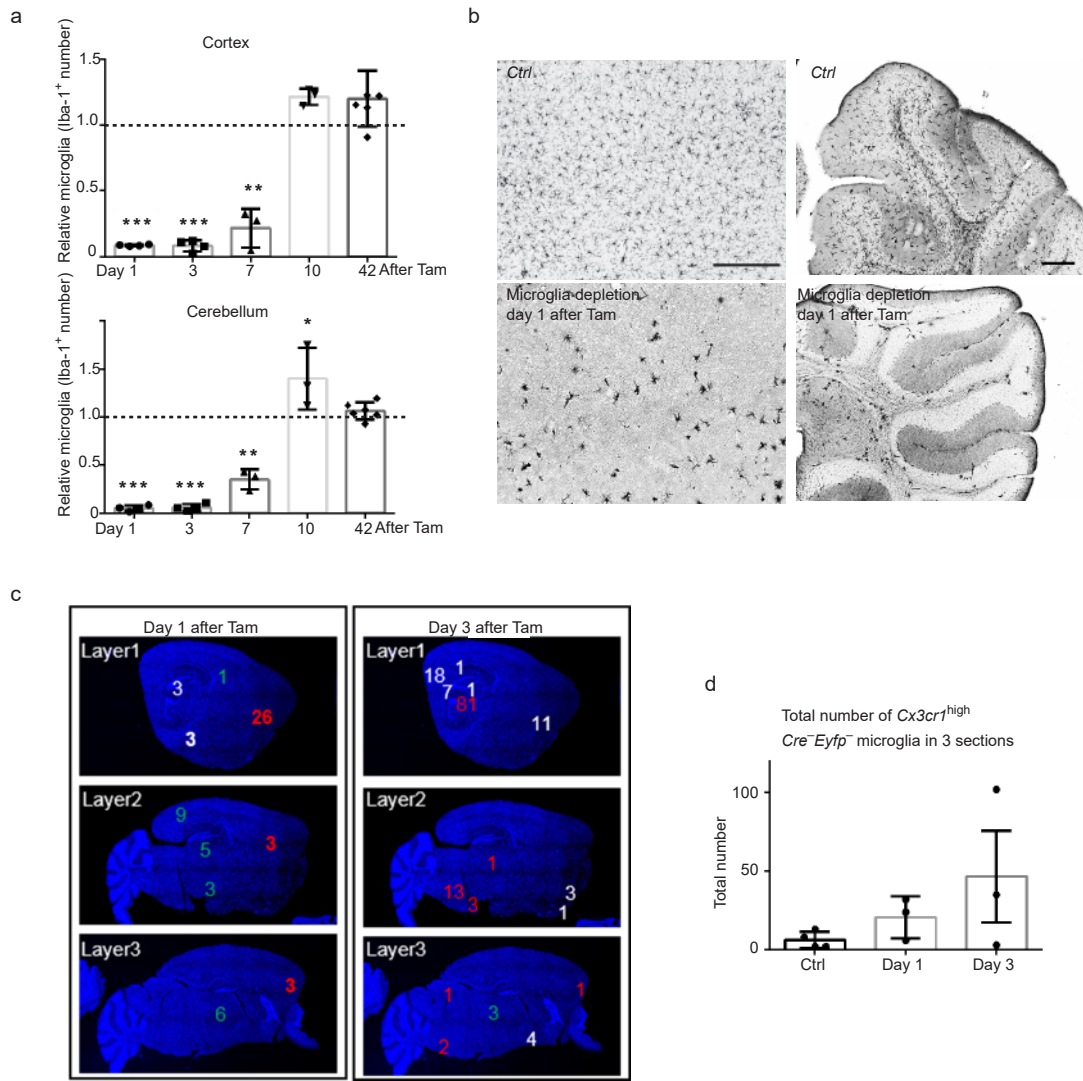 a
Cortex
Relative microglia (Iba-1⁺ number)
1.5
1.0
0.5
0
*** *** **
Day 1 3 7 10 42 After Tam
Cerebellum
Relative microglia (Iba-1⁺ number)
1.5
1.0
0.5
0
*** *** ** *
Day 1 3 7 10 42 After Tam
b
Ctrl
Ctrl
Microglia depletion
day 1 after Tam
Microglia depletion
day 1 after Tam
c
Day 1 after Tam
Layer1
3 1
26
3
Layer2
9
5 3
3
Layer3
3
6
Day 3 after Tam
Layer1
1
18
7 1
81
11
Layer2
1
13 3
3 1
Layer3
1 1
3
2 4
d
Total number of Cx3cr1ʰⁱᵍʰ
Cre⁻Eyfp⁻ microglia in 3 sections
Total number
100
50
0
Ctrl Day 1 Day 3